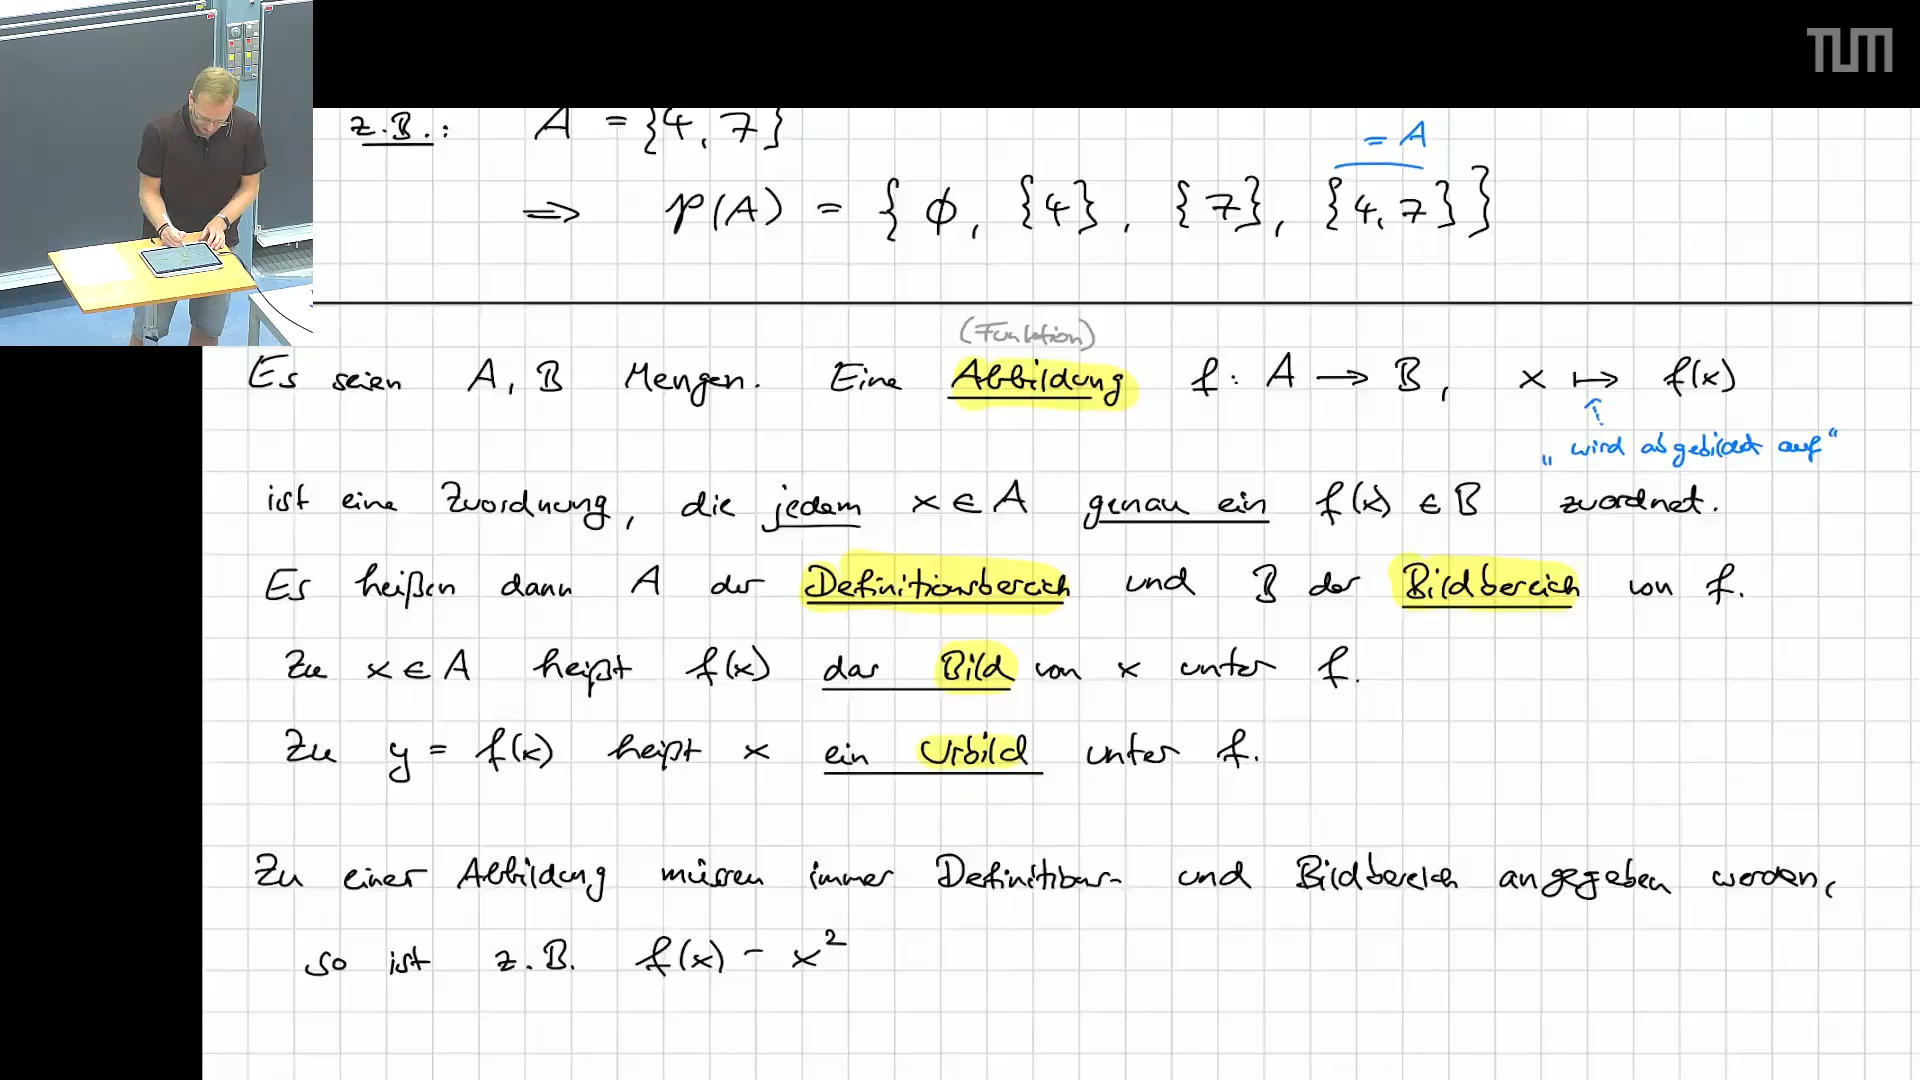 TUM
z.B.: A = {4, 7}
= A
⇒ P(A) = { ∅, {4}, {7}, {4, 7} }
(Funktion)
Es seien A, B Mengen. Eine Abbildung f: A → B, x ↦ f(x)
„wird abgebildet auf“
ist eine Zuordnung, die jedem x ∈ A genau ein f(x) ∈ B zuordnet.
Es heißen dann A der Definitionsbereich und B der Bildbereich von f.
Zu x ∈ A heißt f(x) das Bild von x unter f.
Zu y = f(x) heißt x ein Urbild unter f.
Zu einer Abbildung müssen immer Definitions- und Bildbereich angegeben werden,
so ist z.B. f(x) - x²